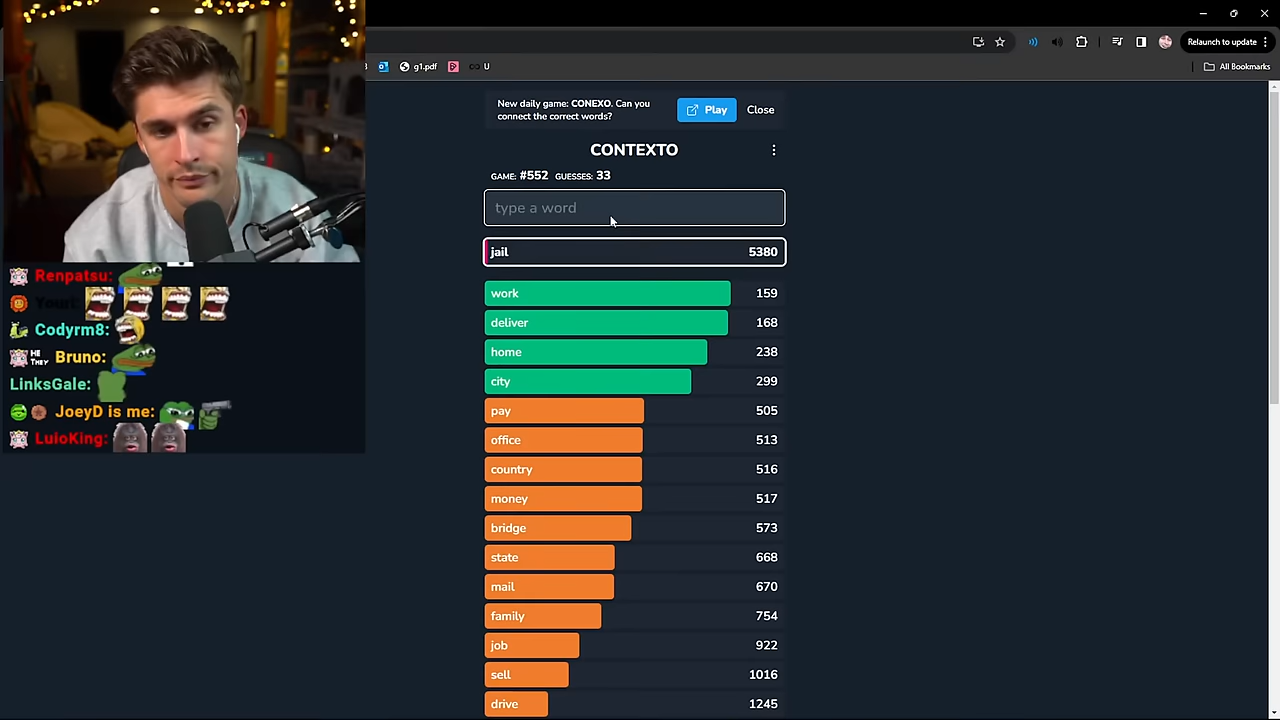 Relaunch to update
g1.pdf
U
All Bookmarks
New daily game: CONEXO. Can you
connect the correct words?
Play
Close
CONTEXTO
GAME: #552 GUESSES: 33
type a word
jail 5380
work 159
deliver 168
home 238
city 299
pay 505
office 513
country 516
money 517
bridge 573
state 668
mail 670
family 754
job 922
sell 1016
drive 1245
Renpatsu:
Youri:
Codyrm8:
HE THEY Bruno:
LinksGale:
JoeyD is me:
LuioKing: